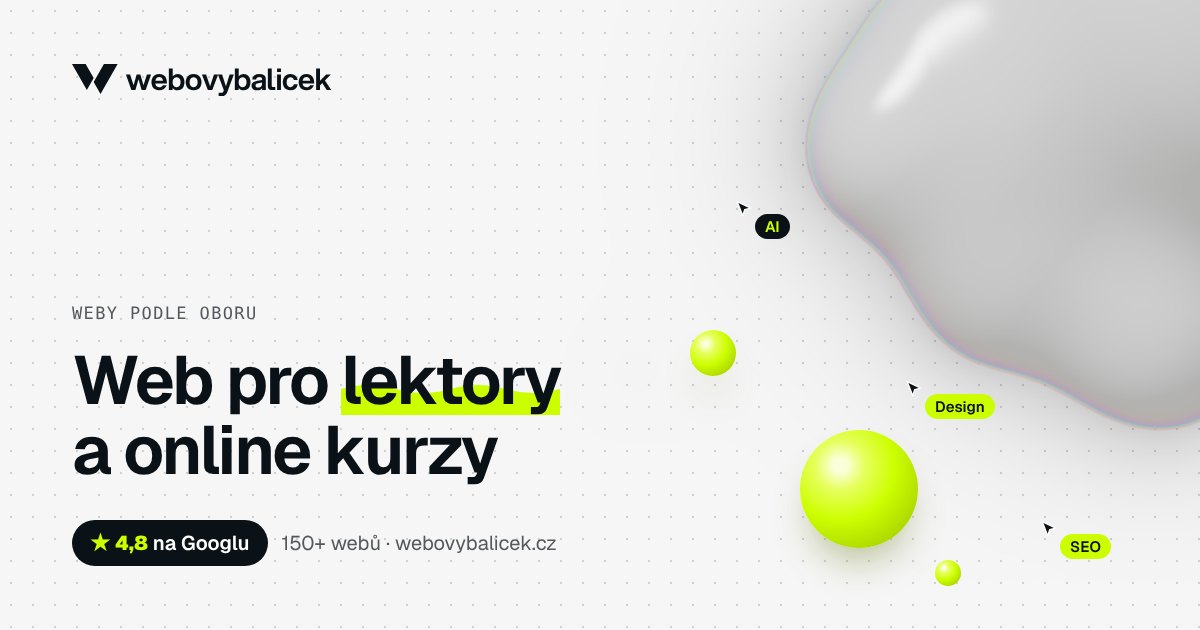 webovybalicek
AI
WEBY PODLE OBORU
Web pro lektory
a online kurzy
Design
★ 4,8 na Googlu
150+ webů · webovybalicek.cz
SEO